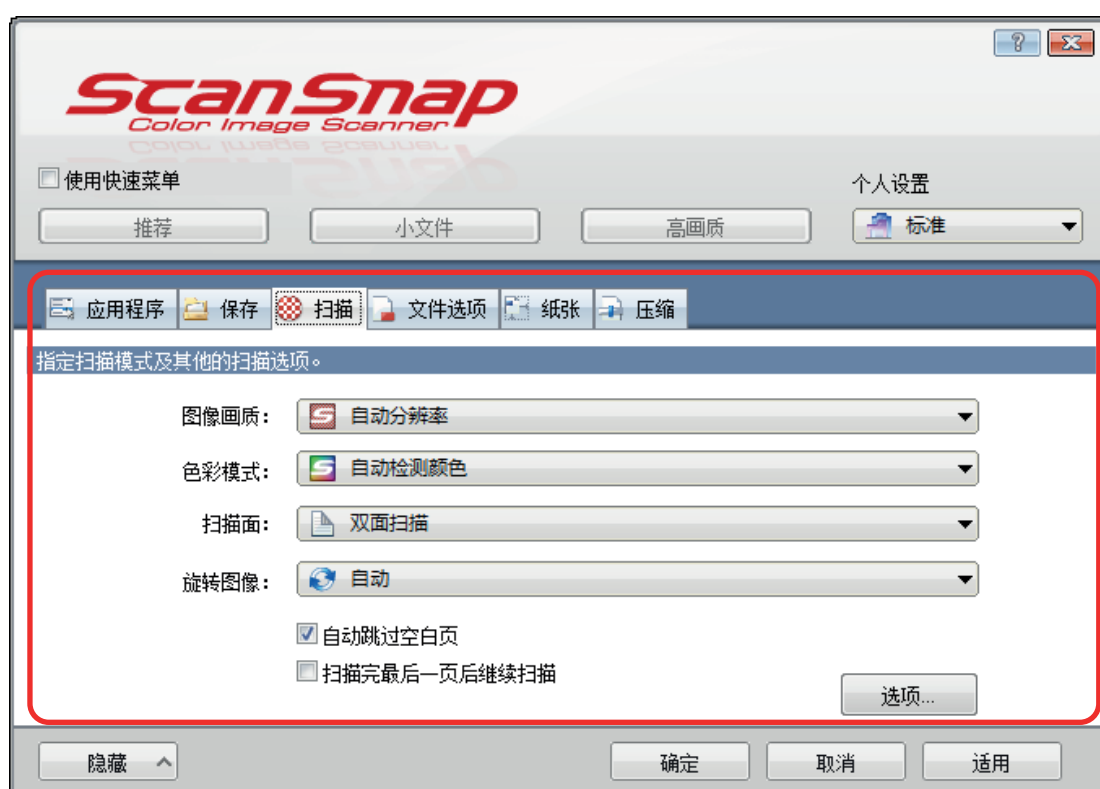 ScanSnap
Color Image Scanner
使用快速菜单
个人设置
推荐 小文件 高画质 标准
应用程序 保存 扫描 文件选项 纸张 压缩
指定扫描模式及其他的扫描选项。
图像画质： 自动分辨率
色彩模式： 自动检测颜色
扫描面： 双面扫描
旋转图像： 自动
自动跳过空白页
扫描完最后一页后继续扫描
选项...
隐藏 确定 取消 适用